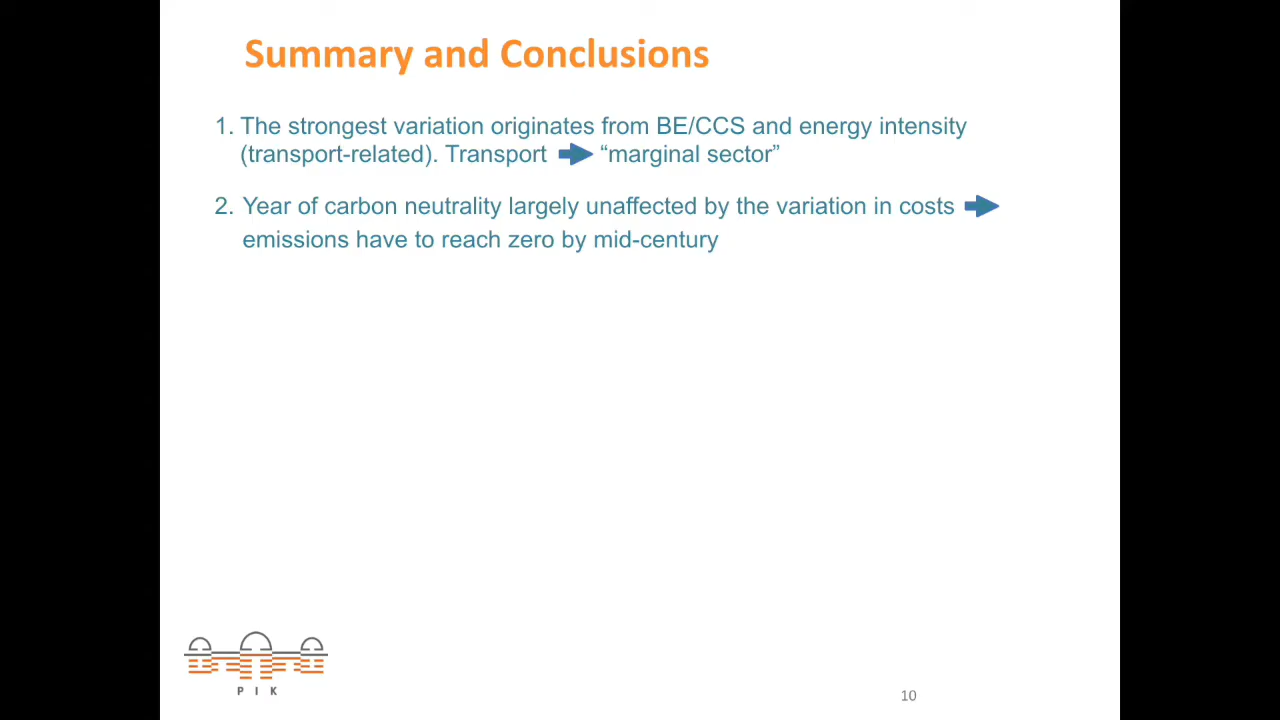 Summary and Conclusions
1. The strongest variation originates from BE/CCS and energy intensity
(transport-related). Transport “marginal sector”
2. Year of carbon neutrality largely unaffected by the variation in costs
emissions have to reach zero by mid-century
P I K
10